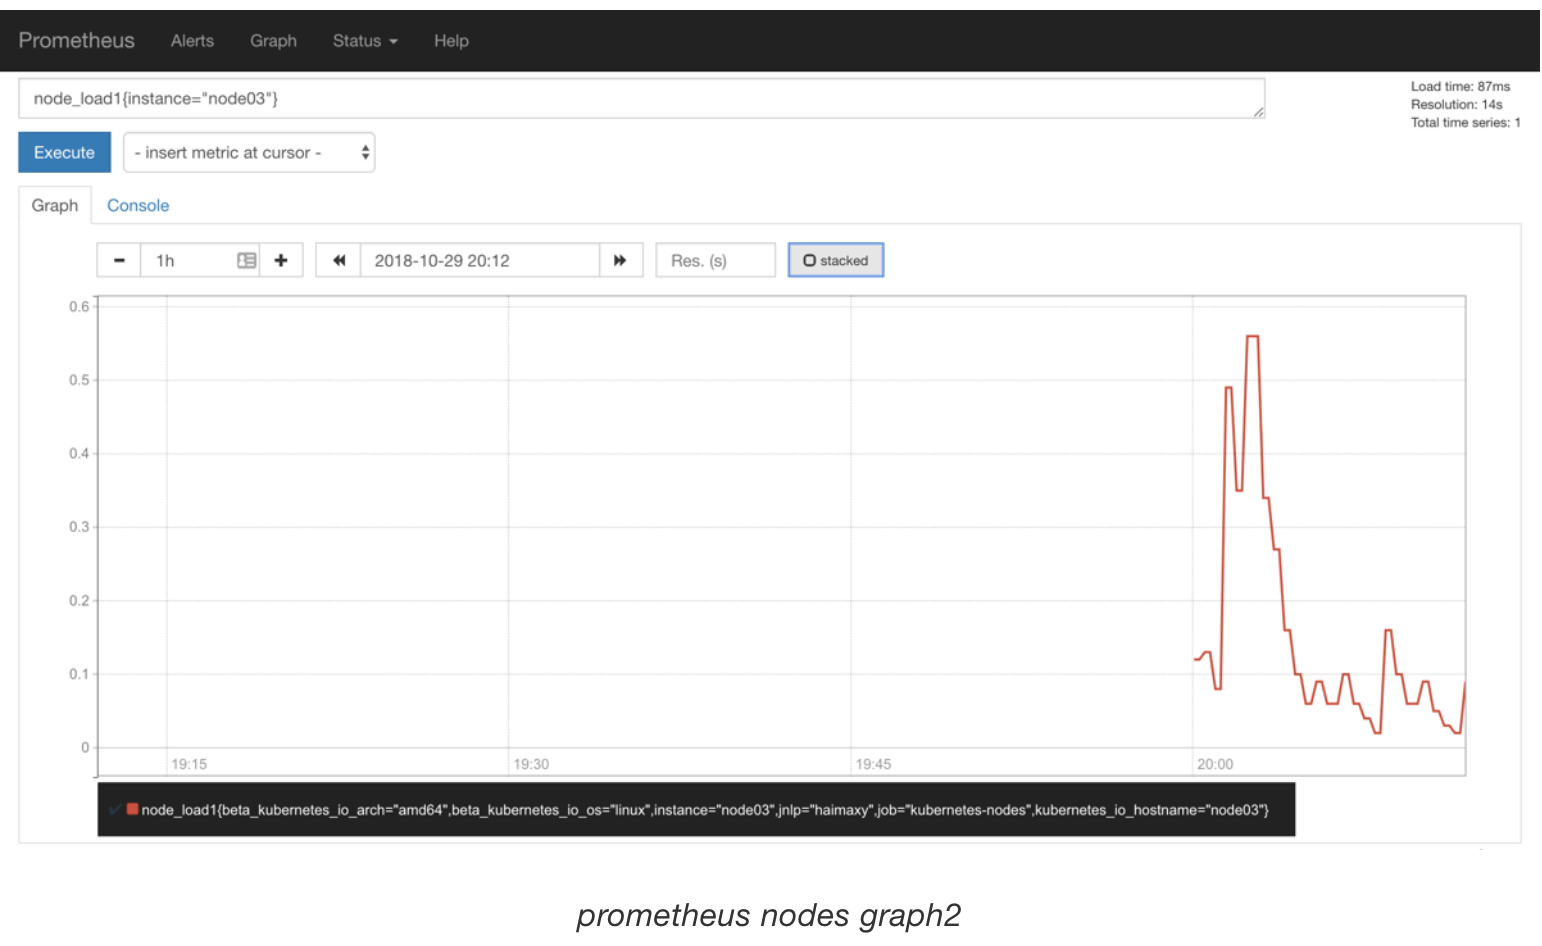 Prometheus Alerts Graph Status Help
node_load1{instance="node03"}
Load time: 87ms
Resolution: 14s
Total time series: 1
Execute - insert metric at cursor -
Graph Console
1h 2018-10-29 20:12 Res. (s) stacked
0.6
0.5
0.4
0.3
0.2
0.1
0
19:15 19:30 19:45 20:00
node_load1{beta_kubernetes_io_arch="amd64",beta_kubernetes_io_os="linux",instance="node03",jnlp="haimaxy",job="kubernetes-nodes",kubernetes_io_hostname="node03"}
prometheus nodes graph2